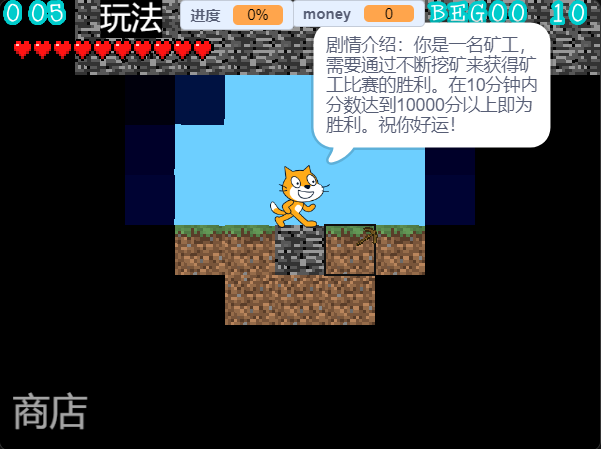 005 玩法 进度 0% money 0 BEGOO 10
剧情介绍：你是一名矿工，
需要通过不断挖矿来获得矿
工比赛的胜利。在10分钟内
分数达到10000分以上即为
胜利。祝你好运！
商店